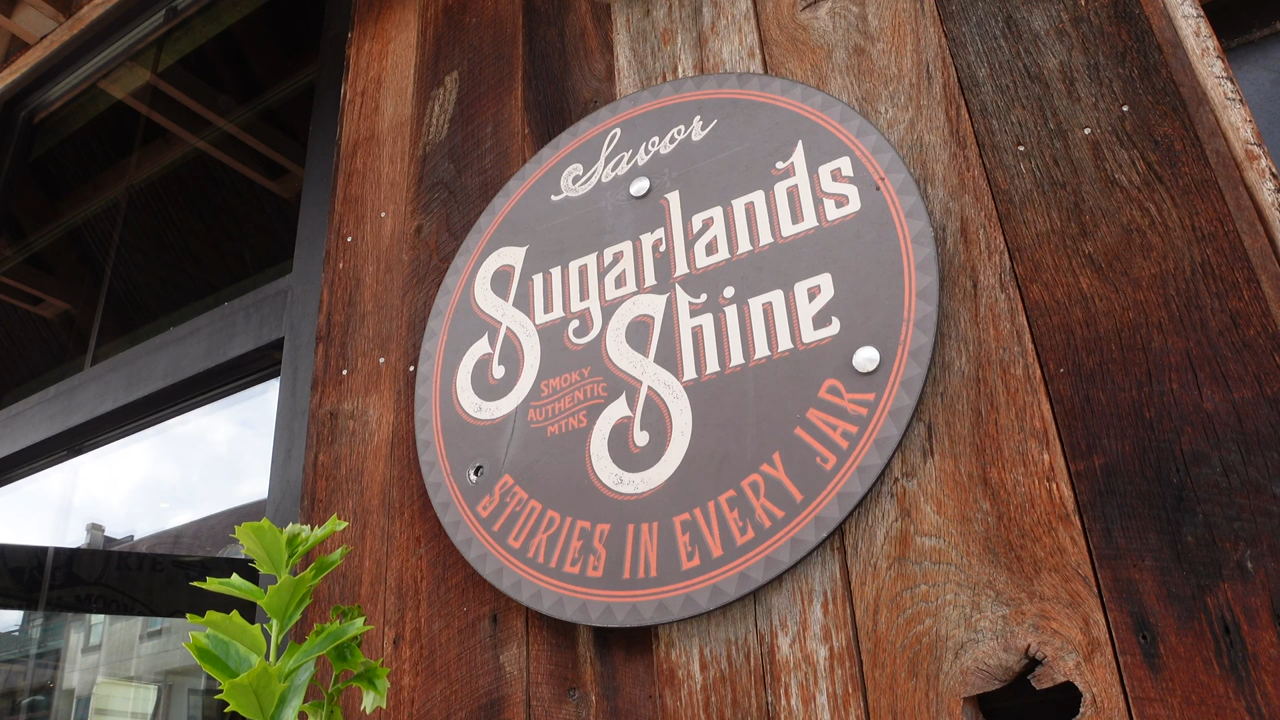 Savor
Sugarlands
Shine
SMOKY
AUTHENTIC
MTNS
STORIES IN EVERY JAR